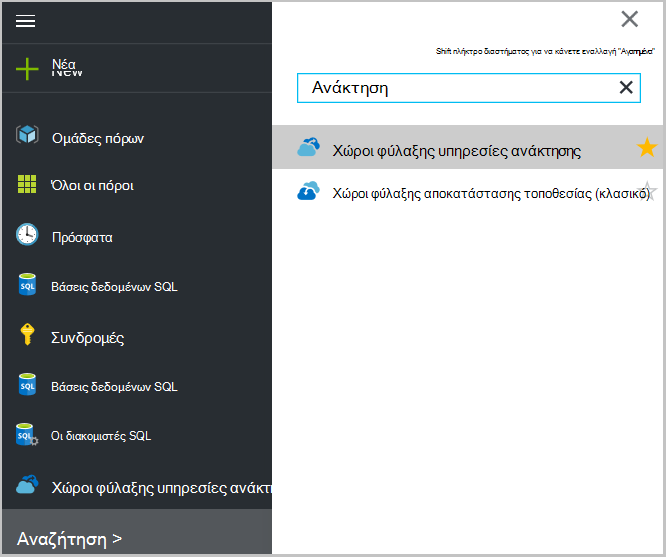 Νέα
New
Ομάδες πόρων
Όλοι οι πόροι
Πρόσφατα
Βάσεις δεδομένων SQL
Συνδρομές
Βάσεις δεδομένων SQL
Οι διακομιστές SQL
Χώροι φύλαξης υπηρεσίες ανάκτη
Αναζήτηση >
Shift πλήκτρο διαστήματος για να κάνετε εναλλαγή "Αγαπημένα"
Ανάκτηση
Χώροι φύλαξης υπηρεσίες ανάκτησης
Χώροι φύλαξης αποκατάστασης τοποθεσίας (κλασικό)